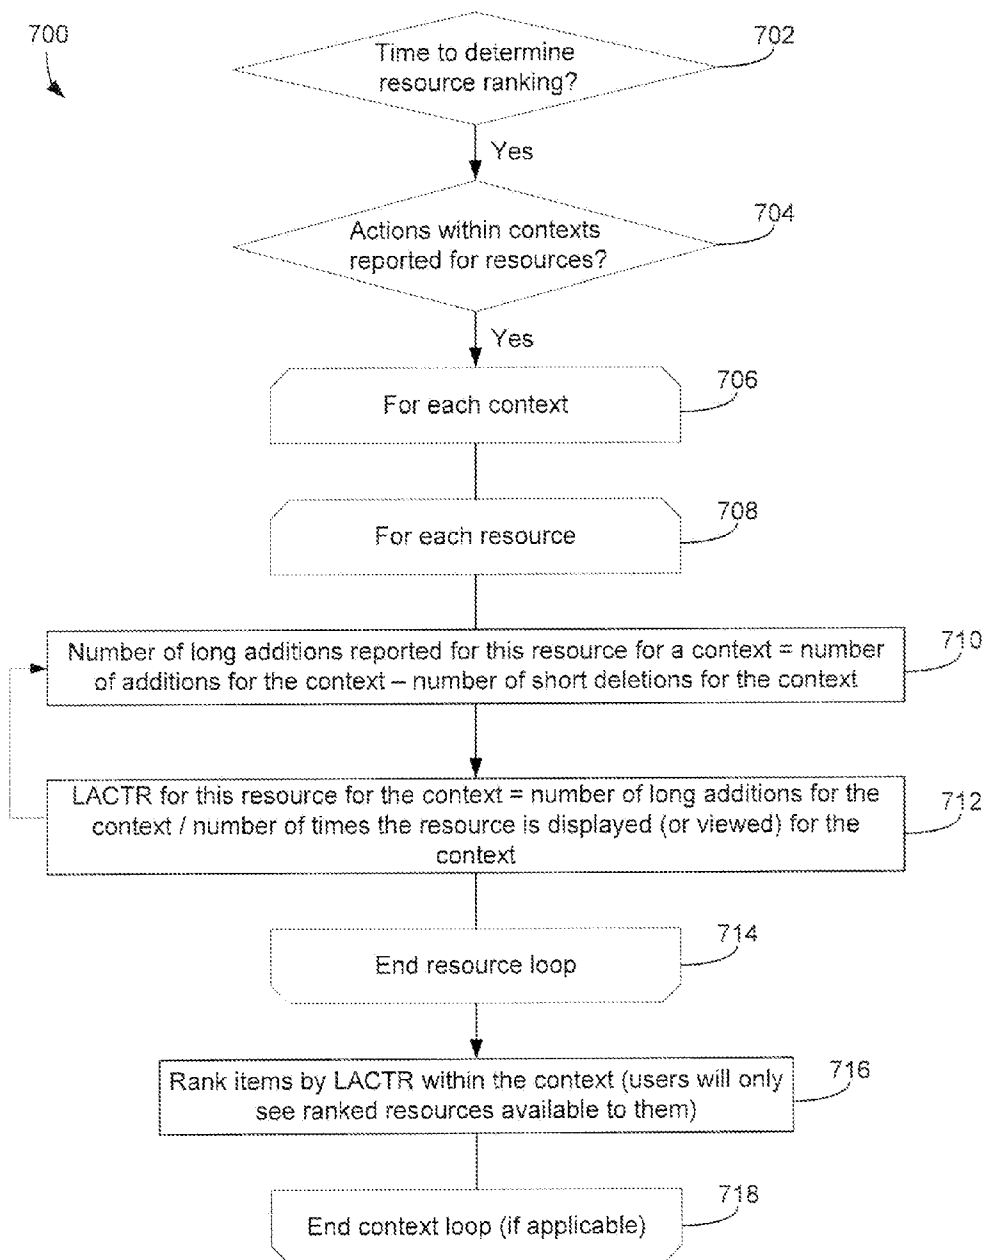 700
Time to determine
resource ranking?
702
Yes
Actions within contexts
reported for resources?
704
Yes
For each context
706
For each resource
708
Number of long additions reported for this resource for a context = number
of additions for the context – number of short deletions for the context
710
LACTR for this resource for the context = number of long additions for the
context / number of times the resource is displayed (or viewed) for the
context
712
End resource loop
714
Rank items by LACTR within the context (users will only
see ranked resources available to them)
716
End context loop (if applicable)
718